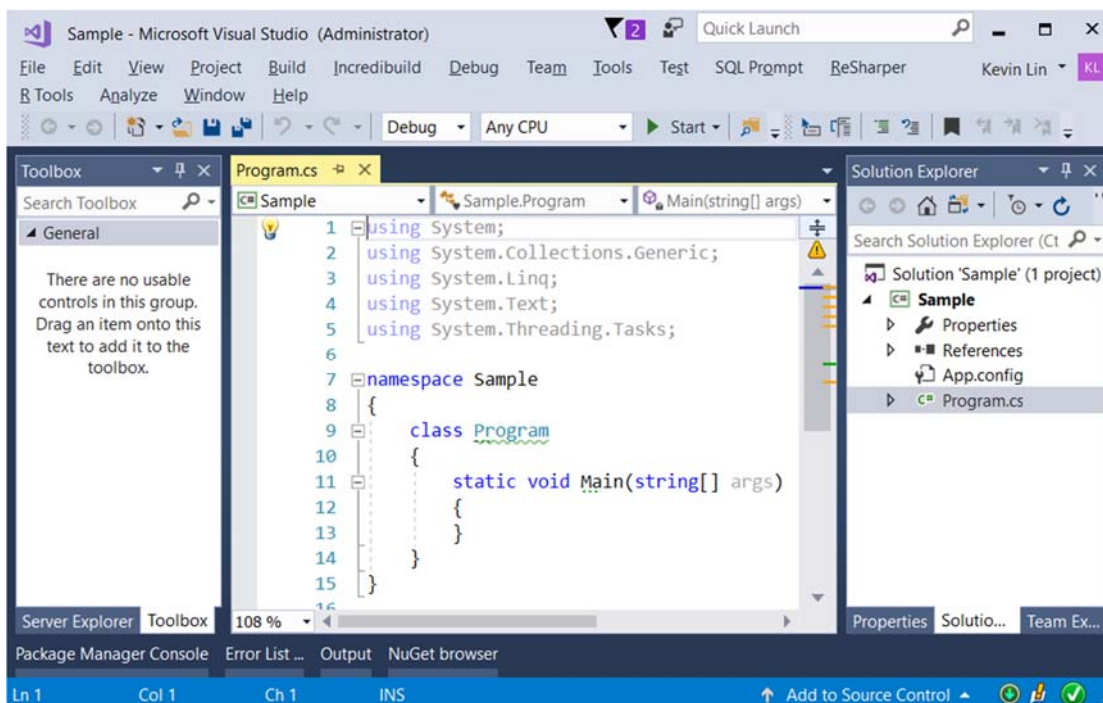 Sample - Microsoft Visual Studio (Administrator)
2
Quick Launch
File Edit View Project Build Incredibuild Debug Team Tools Test SQL Prompt ReSharper Kevin Lin KL
R Tools Analyze Window Help
Debug Any CPU Start
Toolbox
Search Toolbox
General
There are no usable
controls in this group.
Drag an item onto this
text to add it to the
toolbox.
Server Explorer Toolbox
Program.cs
C# Sample Sample.Program Main(string[] args)
1 using System;
2 using System.Collections.Generic;
3 using System.Linq;
4 using System.Text;
5 using System.Threading.Tasks;
6
7 namespace Sample
8 {
9 class Program
10 {
11 static void Main(string[] args)
12 {
13 }
14 }
15 }
16
108 %
Solution Explorer
Search Solution Explorer (Ct
Solution 'Sample' (1 project)
C# Sample
Properties
References
App.config
C# Program.cs
Properties Solutio... Team Ex...
Package Manager Console Error List ... Output NuGet browser
Ln 1 Col 1 Ch 1 INS Add to Source Control